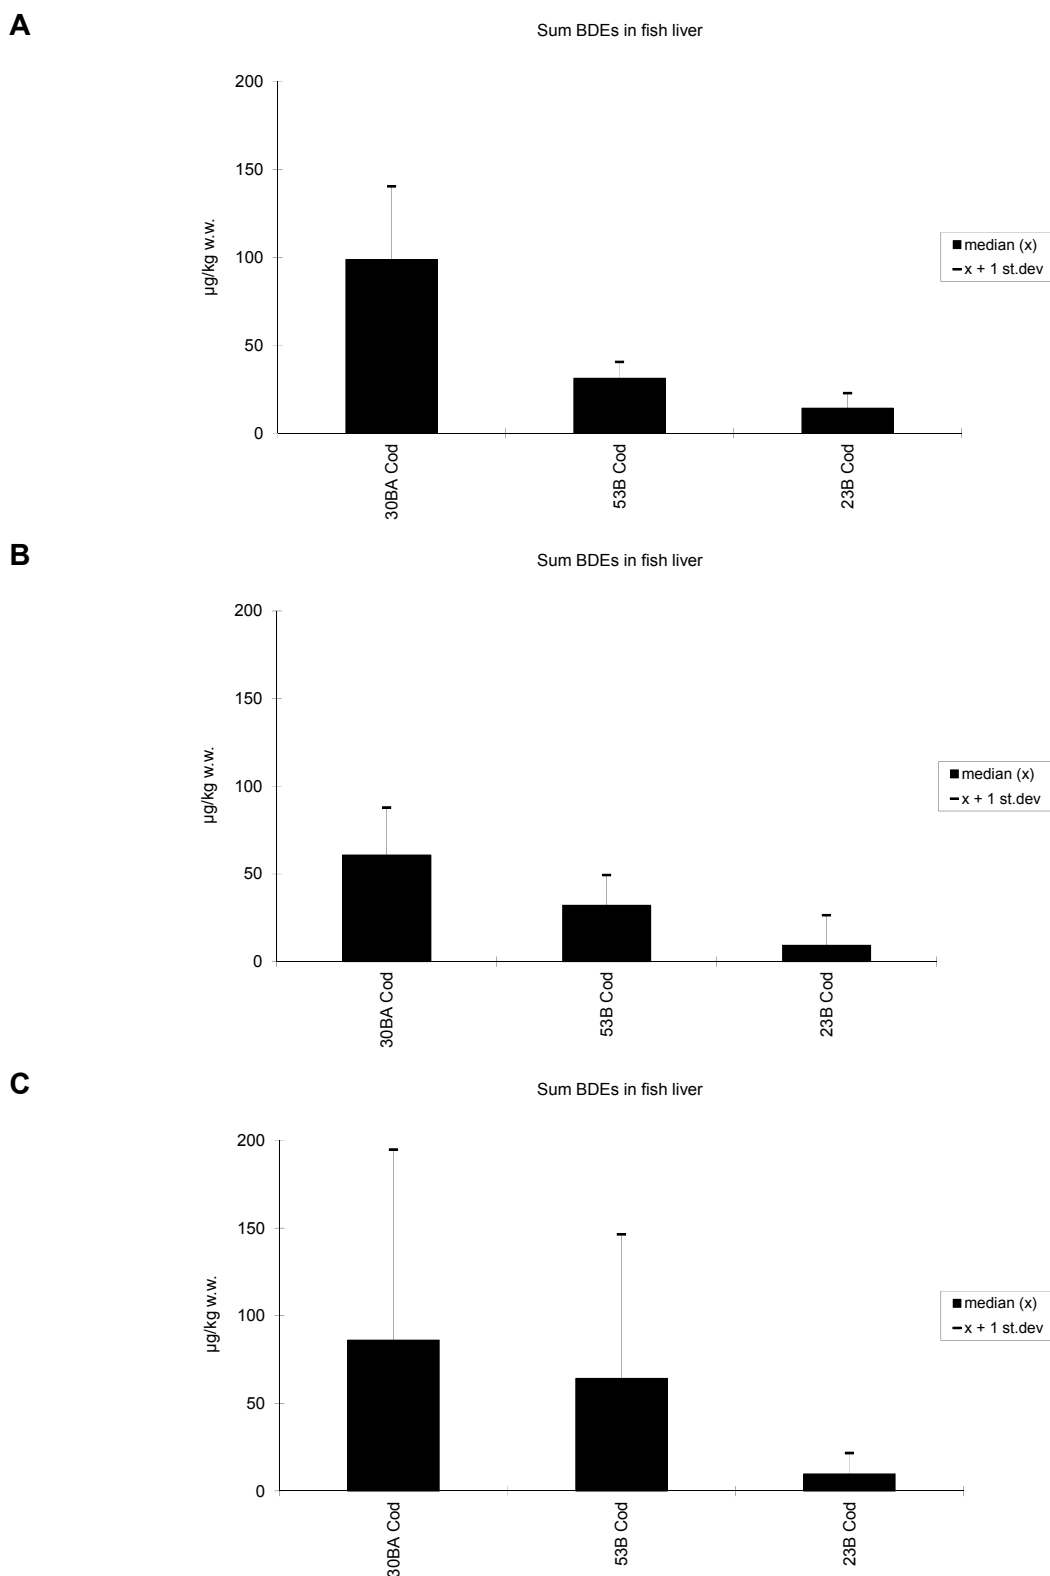 A
Sum BDEs in fish liver
200
150
100
50
0
µg/kg w.w.
30BA Cod
53B Cod
23B Cod
median (x)
x + 1 st.dev
B
Sum BDEs in fish liver
200
150
100
50
0
µg/kg w.w.
30BA Cod
53B Cod
23B Cod
median (x)
x + 1 st.dev
C
Sum BDEs in fish liver
200
150
100
50
0
µg/kg w.w.
30BA Cod
53B Cod
23B Cod
median (x)
x + 1 st.dev